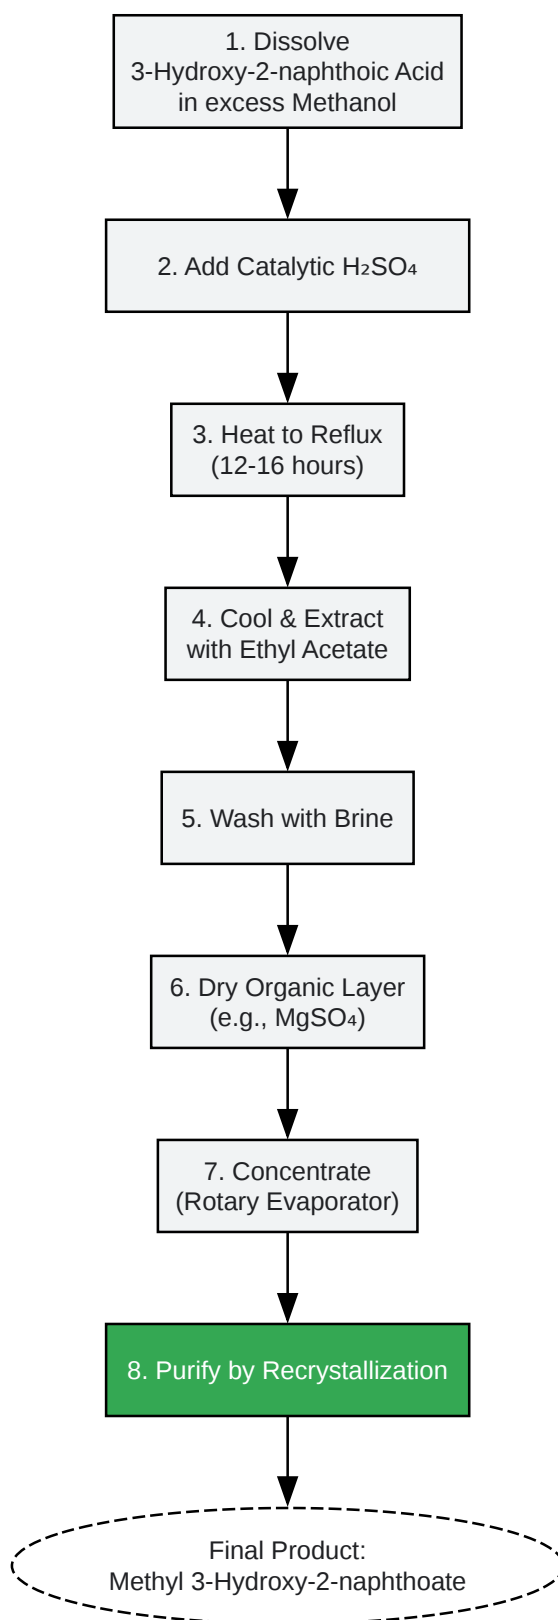 1. Dissolve
3-Hydroxy-2-naphthoic Acid
in excess Methanol
2. Add Catalytic H₂SO₄
3. Heat to Reflux
(12-16 hours)
4. Cool & Extract
with Ethyl Acetate
5. Wash with Brine
6. Dry Organic Layer
(e.g., MgSO₄)
7. Concentrate
(Rotary Evaporator)
8. Purify by Recrystallization
Final Product:
Methyl 3-Hydroxy-2-naphthoate